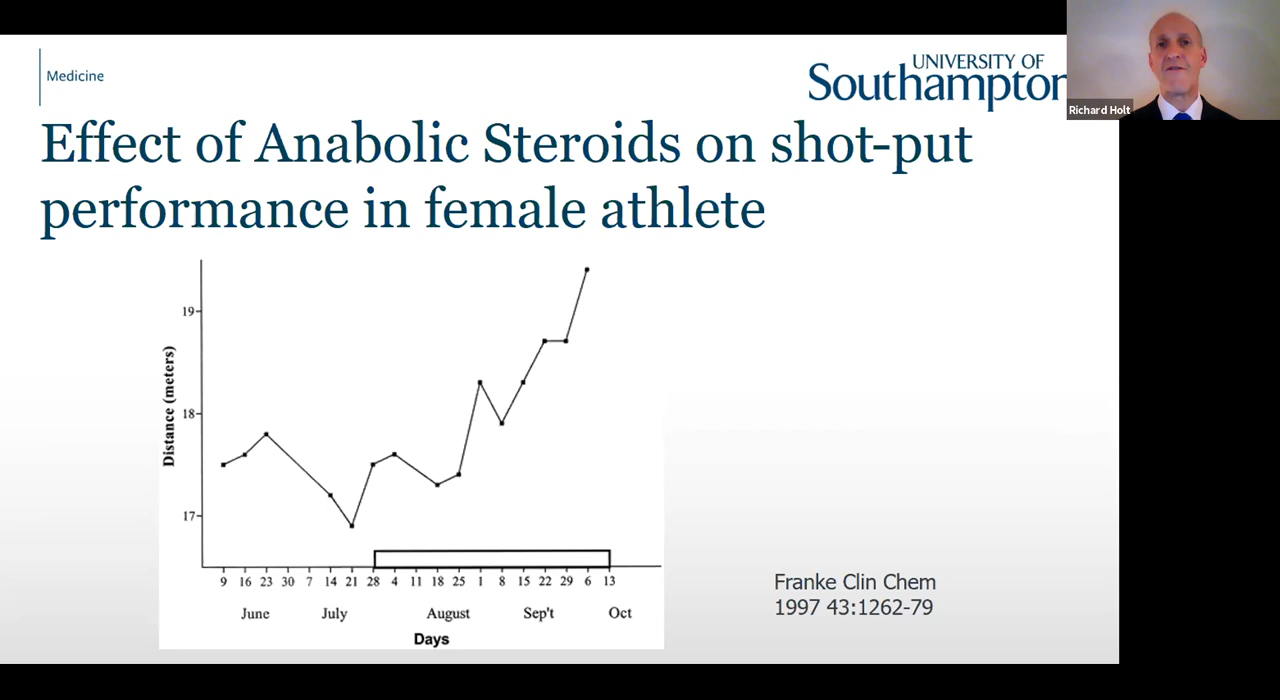 Medicine
UNIVERSITY OF
Southampton
Richard Holt
Effect of Anabolic Steroids on shot-put
performance in female athlete
Distance (meters)
19
18
17
9 16 23 30 7 14 21 28 4 11 18 25 1 8 15 22 29 6 13
June July August Sep't Oct
Days
Franke Clin Chem
1997 43:1262-79